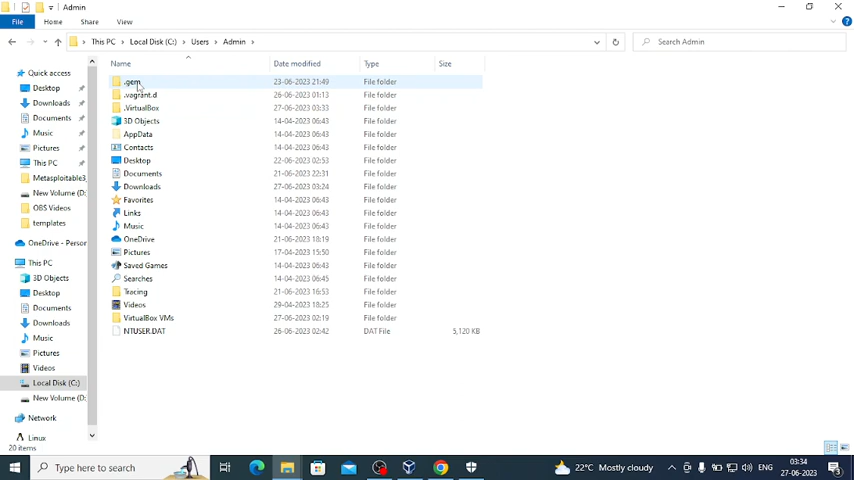 Admin
File Home Share View
This PC > Local Disk (C:) > Users > Admin >
Search Admin
Name Date modified Type Size
Quick access
Desktop
Downloads
Documents
Music
Pictures
This PC
Metasploitable3_
New Volume (D:
OBS Videos
templates
OneDrive - Person
This PC
3D Objects
Desktop
Documents
Downloads
Music
Pictures
Videos
Local Disk (C:)
New Volume (D:
Network
Linux
.gem 23-06-2023 21:49 File folder
.vagrant.d 26-06-2023 01:13 File folder
.VirtualBox 27-06-2023 03:33 File folder
3D Objects 14-04-2023 06:43 File folder
AppData 14-04-2023 06:43 File folder
Contacts 14-04-2023 06:43 File folder
Desktop 22-06-2023 02:53 File folder
Documents 21-06-2023 22:31 File folder
Downloads 27-06-2023 03:24 File folder
Favorites 14-04-2023 06:43 File folder
Links 14-04-2023 06:43 File folder
Music 14-04-2023 06:43 File folder
OneDrive 21-06-2023 18:19 File folder
Pictures 17-04-2023 15:50 File folder
Saved Games 14-04-2023 06:43 File folder
Searches 14-04-2023 06:45 File folder
Tracing 21-06-2023 16:53 File folder
Videos 29-04-2023 18:25 File folder
VirtualBox VMs 27-06-2023 02:19 File folder
NTUSER.DAT 26-06-2023 02:42 DAT File 5,120 KB
20 items
Type here to search
22°C Mostly cloudy
ENG
03:34
27-06-2023
3